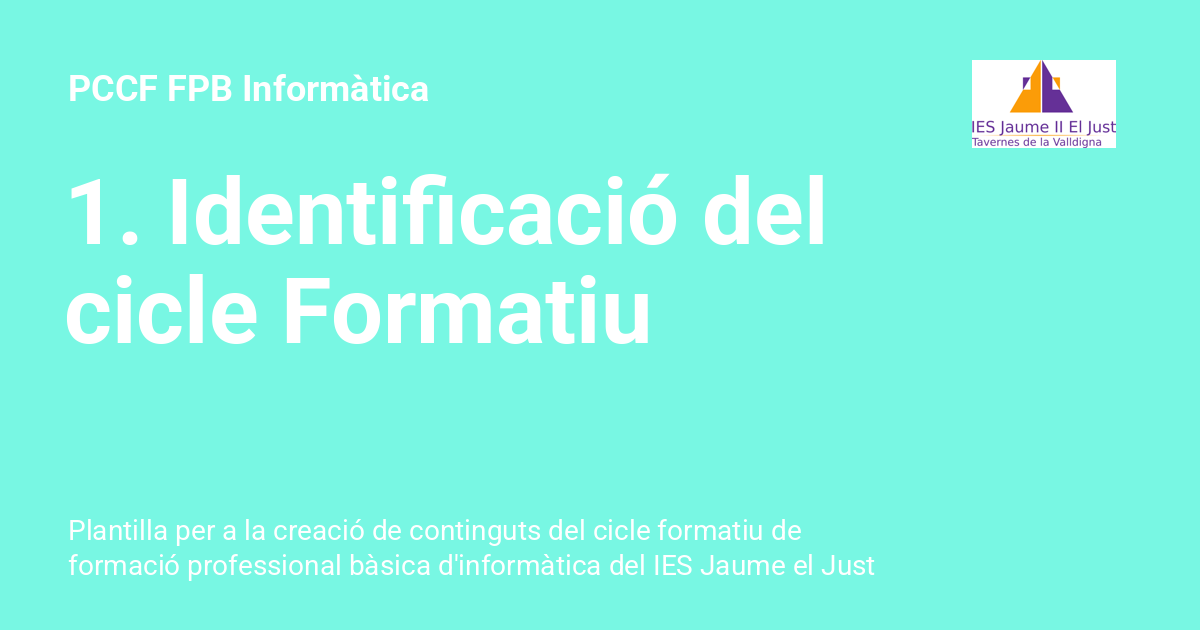 PCCF FPB Informàtica
IES Jaume II El Just
Tavernes de la Valldigna
1. Identificació del
cicle Formatiu
Plantilla per a la creació de continguts del cicle formatiu de
formació professional bàsica d'informàtica del IES Jaume el Just